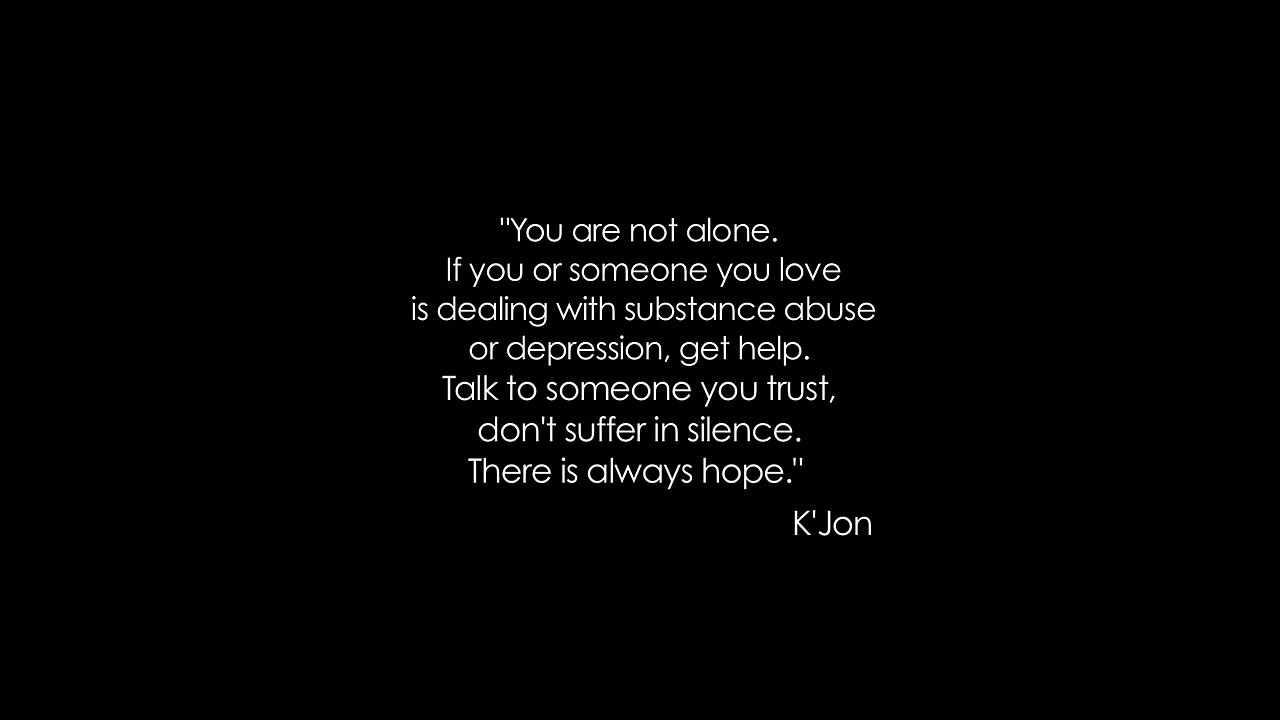 "You are not alone.
If you or someone you love
is dealing with substance abuse
or depression, get help.
Talk to someone you trust,
don't suffer in silence.
There is always hope."
K'Jon